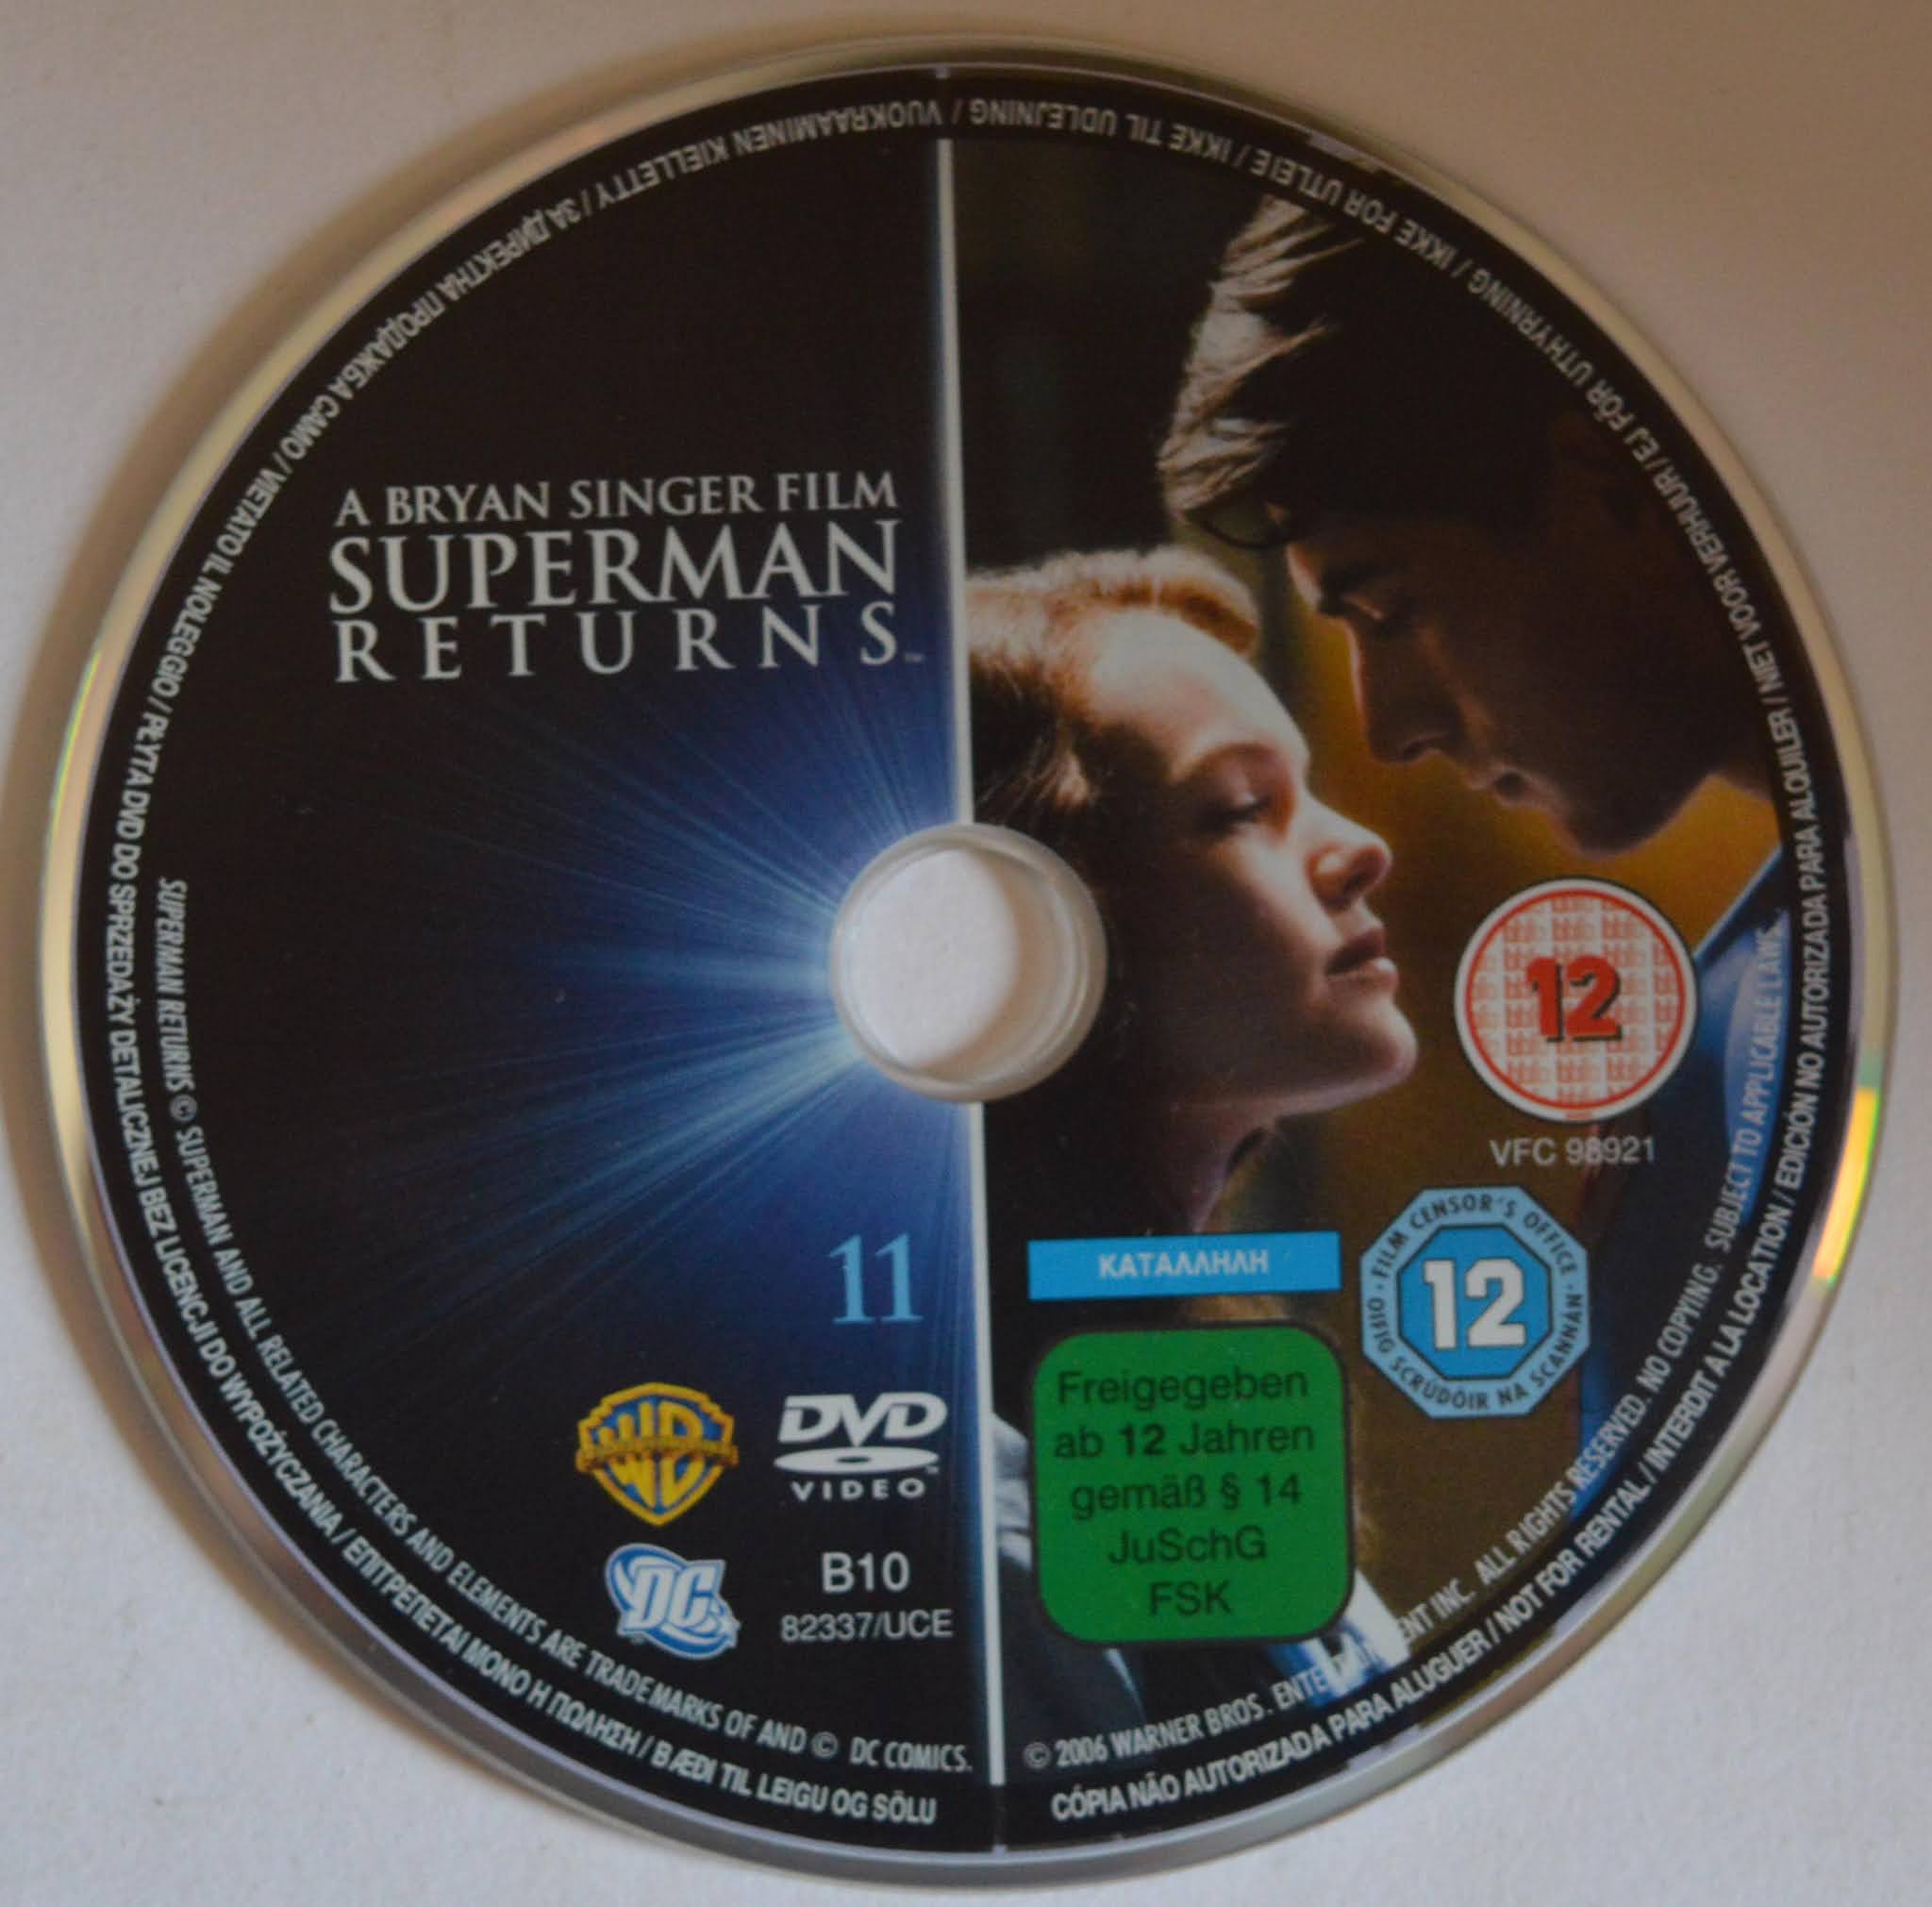 A BRYAN SINGER FILM
SUPERMAN
RETURNS
™
12
VFC 98921
11
ΚΑΤΑΛΛΗΛΗ
· FILM CENSOR'S OFFICE ·
12
OIFIG SCRÚDÓIR NA SCANNÁN
Freigegeben
ab 12 Jahren
gemäß § 14
JuSchG
FSK
WB
DVD
VIDEO
DC
B10
82337/UCE
SUPERMAN RETURNS © SUPERMAN AND ALL RELATED CHARACTERS AND ELEMENTS ARE TRADEMARKS OF AND © DC COMICS.
© 2006 WARNER BROS. ENT INC. ALL RIGHTS RESERVED. NO COPYING. SUBJECT TO APPLICABLE LAWS.
CÓPIA NÃO AUTORIZADA PARA ALUGUER / NOT FOR RENTAL / INTERDIT A LA LOCATION / EDICIÓN NO AUTORIZADA PARA ALQUILER / NIET VOOR VERHUUR / EJ FÖR UTHYRNING / IKKE FOR UTLEIE / IKKE TIL UDLEJNING / VUOKRAAMINEN KIELLETTY / ЗА ДИРЕКТНА ПРОДАЖБА САМО / VIETATO IL NOLEGGIO / PŁYTA DVD DO SPRZEDAŻY DETALICZNEJ BEZ LICENCJI DO WYPOŻYCZANIA / ΕΠΙΤΡΕΠΕΤΑΙ ΜΟΝΟ Η ΠΩΛΗΣΗ / BÆDI TIL LEIGU OG SÖLU